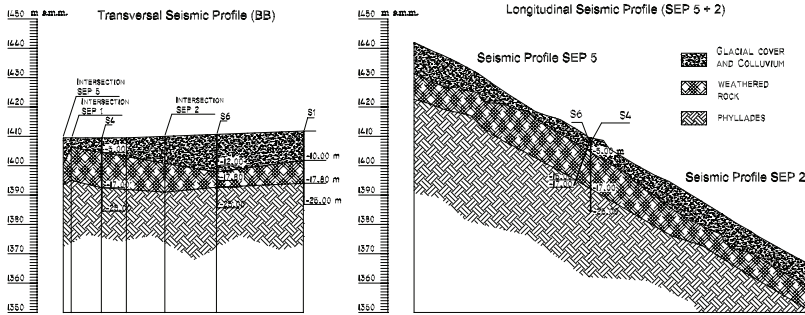 1450 m a.m.m.
Transversal Seismic Profile (BB)
1440
1430
1420
1410
1400
1390
1380
1370
1360
1350
INTERSECTION
SEP 5
INTERSECTION
SEP 1
S4
INTERSECTION
SEP 2
S6
S1
-10.00 m
-17.80 m
-26.00 m
1450 m a.m.m.
Longitudinal Seismic Profile (SEP 5 + 2)
1440
1430
1420
1410
1400
1390
1380
1370
1360
1350
Seismic Profile SEP 5
GLACIAL COVER
AND COLLUVIUM
WEATHERED
ROCK
PHYLLADES
S6
S4
Seismic Profile SEP 2